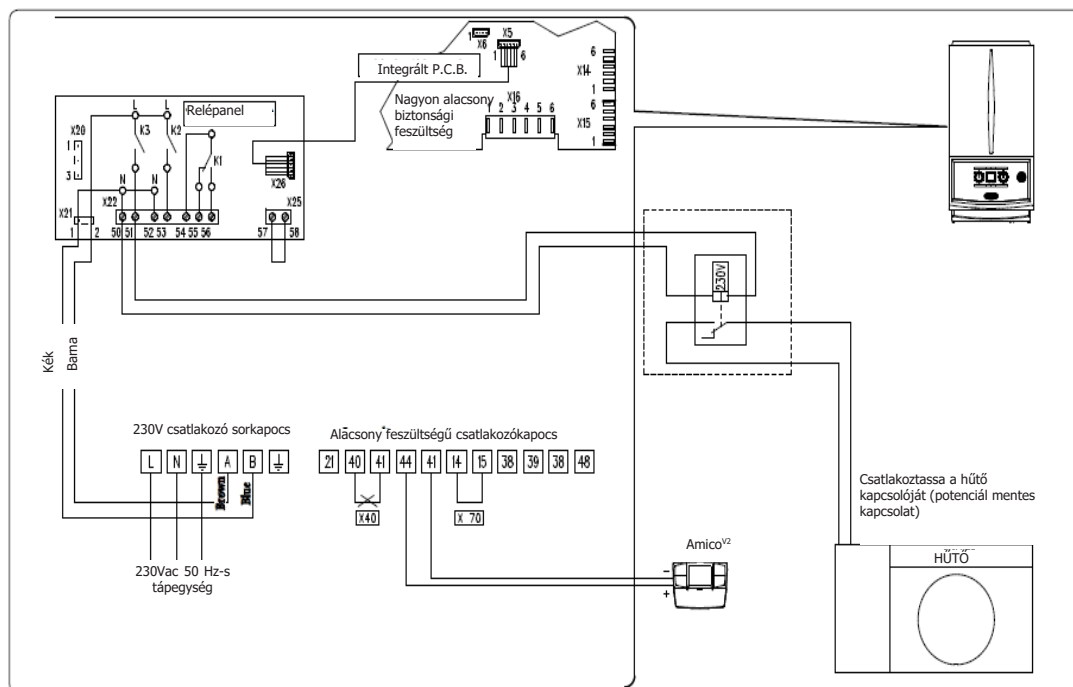 X5
X6
1
1 6
Integrált P.C.B.
6
X14
1
Nagyon alacsony
biztonsági
feszültség
X16
1 2 3 4 5 6
6
X15
1
Relépanel
L L
K3 K2
K1
X20
1
3
X26
N N
X22
X25
X21
1 2 50 51 52 53 54 55 56
57 58
230V
Kék
Barna
230V csatlakozó sorkapocs
Alacsony feszültségű csatlakozókapocs
L N A B
21 40 41 44 41 14 15 38 39 38 48
Brown
Blue
X40
X 70
230Vac 50 Hz-s
tápegység
AmicoV2
-
+
Csatlakoztassa a hűtő
kapcsolóját (potenciál mentes
kapcsolat)
HŰTŐ